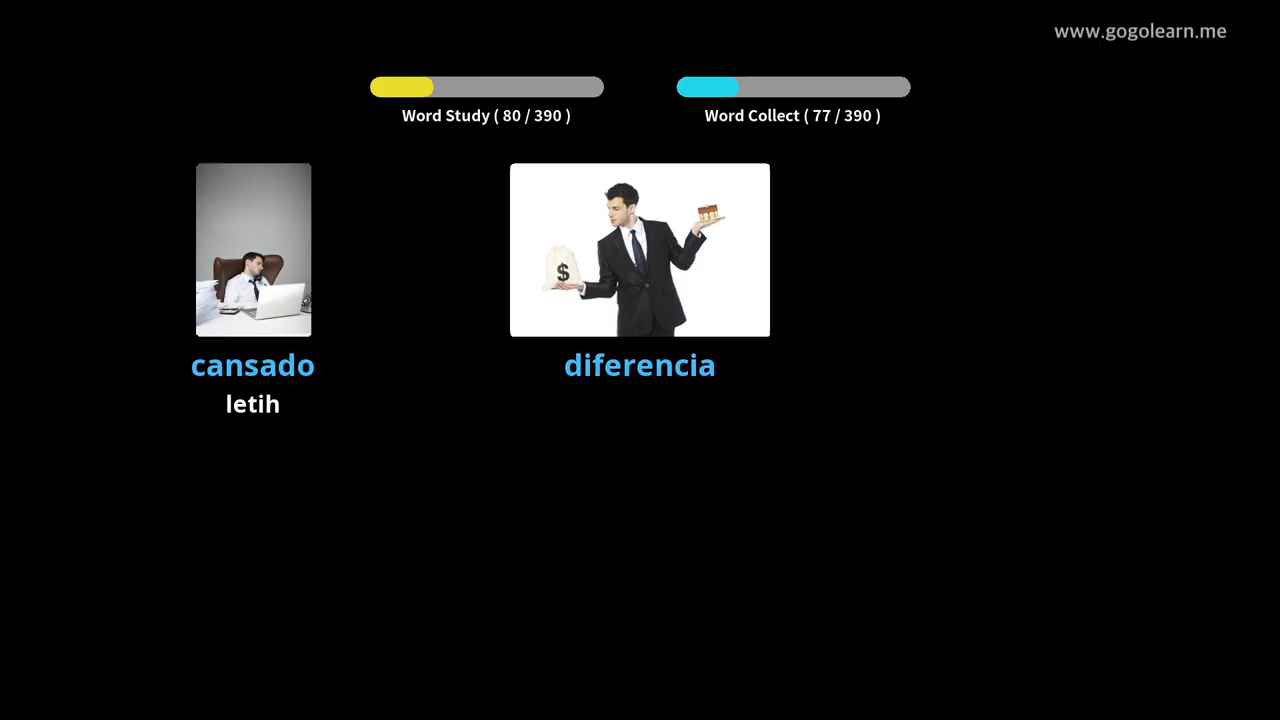 www.gogolearn.me
Word Study ( 80 / 390 )
Word Collect ( 77 / 390 )
$
cansado
diferencia
letih